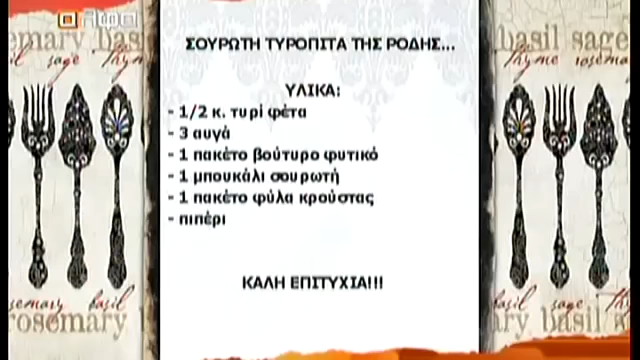 ΑΛΦΑ
rosemary basil basil sage
sage Thyme Thyme rosemary
ΣΟΥΡΩΤΗ ΤΥΡΟΠΙΤΑ ΤΗΣ ΡΟΔΗΣ...
ΥΛΙΚΑ:
- 1/2 κ. τυρί φέτα
- 3 αυγά
- 1 πακέτο βούτυρο φυτικό
- 1 μπουκάλι σουρωτή
- 1 πακέτο φύλα κρούστας
- πιπέρι
ΚΑΛΗ ΕΠΙΤΥΧΙΑ!!!
rosemary basil basil sage
rosemary basil